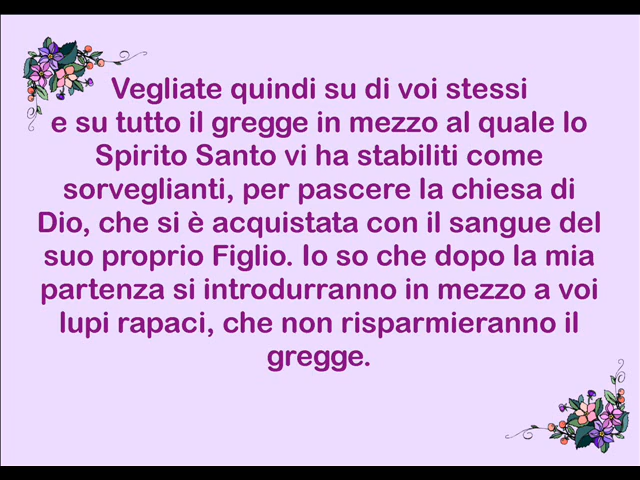 Vegliate quindi su di voi stessi
e su tutto il gregge in mezzo al quale lo
Spirito Santo vi ha stabiliti come
sorveglianti, per pascere la chiesa di
Dio, che si è acquistata con il sangue del
suo proprio Figlio. Io so che dopo la mia
partenza si introdurranno in mezzo a voi
lupi rapaci, che non risparmieranno il
gregge.